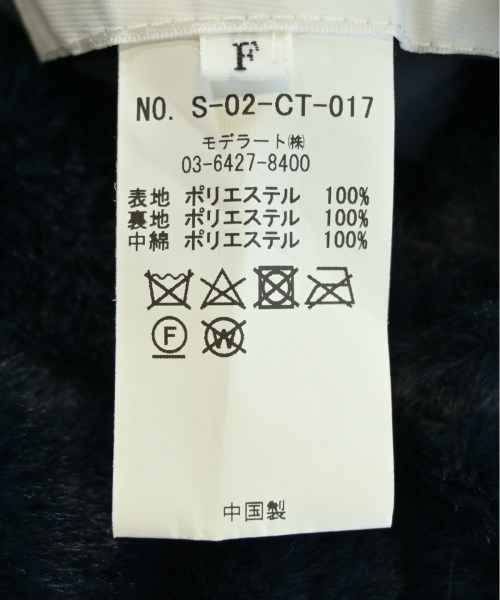 F
NO. S-02-CT-017
モデラート㈱
03-6427-8400
表地 ポリエステル 100%
裏地 ポリエステル 100%
中綿 ポリエステル 100%
F W
中国製